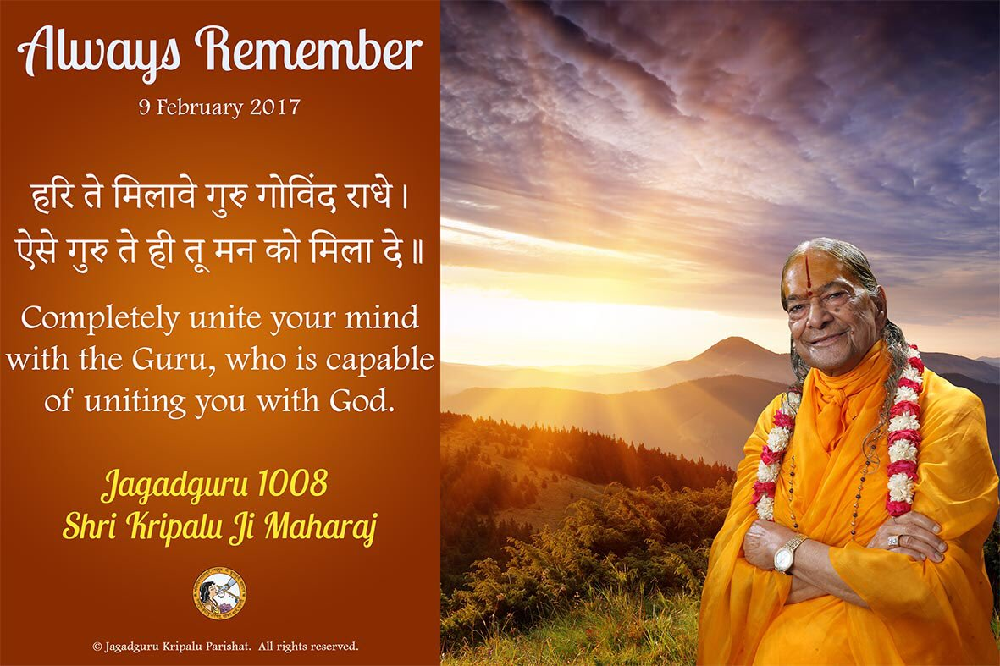 Always Remember
9 February 2017
हरि ते मिलावे गुरु गोविंद राधे।
ऐसे गुरु ते ही तू मन को मिला दे॥
Completely unite your mind
with the Guru, who is capable
of uniting you with God.
Jagadguru 1008
Shri Kripalu Ji Maharaj
© Jagadguru Kripalu Parishat. All rights reserved.